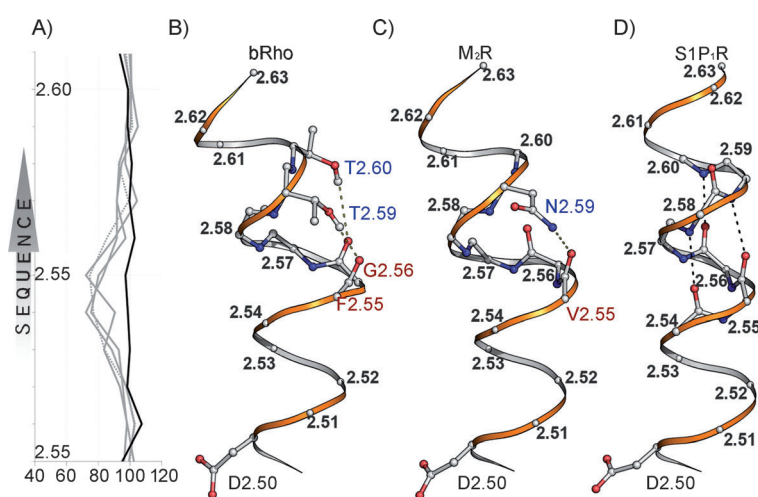 A)
2.60
2.55
2.55
SEQUENCE
40 60 80 100 120
B)
bRho
2.63
2.62
2.61
T2.60
T2.59
2.58
2.57
G2.56
F2.55
2.54
2.53
2.52
2.51
D2.50
C)
M₂R
2.63
2.62
2.60
2.61
N2.59
2.58
2.57
2.56
V2.55
2.54
2.53
2.52
2.51
D2.50
D)
S1P₁R
2.63
2.62
2.61
2.59
2.60
2.58
2.57
2.56
2.55
2.54
2.53
2.52
2.51
D2.50